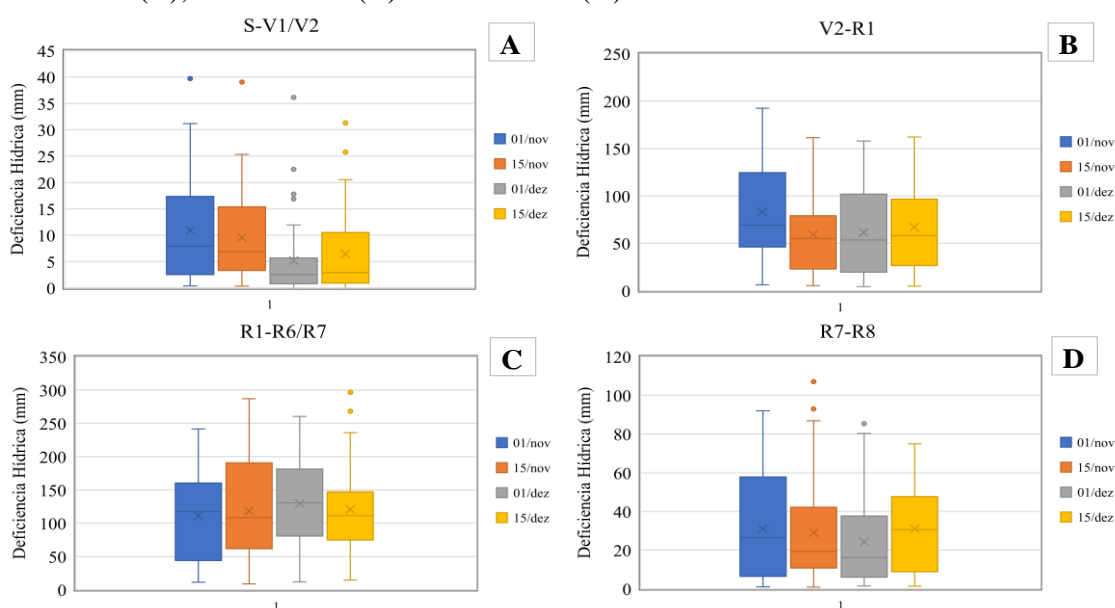 S-V1/V2
A
45
40
35
30
25
20
15
10
5
0
Deficiencia Hídrica (mm)
1
01/nov
15/nov
01/dez
15/dez
V2-R1
B
250
200
150
100
50
0
Deficiencia Hídrica (mm)
1
01/nov
15/nov
01/dez
15/dez
R1-R6/R7
C
350
300
250
200
150
100
50
0
Deficiencia Hídrica (mm)
1
01/nov
15/nov
01/dez
15/dez
R7-R8
D
120
100
80
60
40
20
0
Deficiencia Hídrica (mm)
1
01/nov
15/nov
01/dez
15/dez